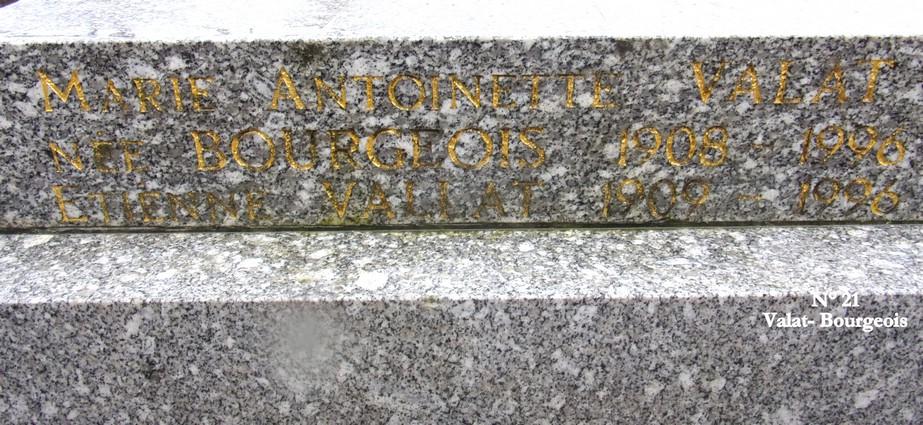 MARIE ANTOINETTE VALAT
NÉE BOURGEOIS 1908 - 1996
ETIENNE VALLAT 1909 - 1996
N° 21
Valat- Bourgeois